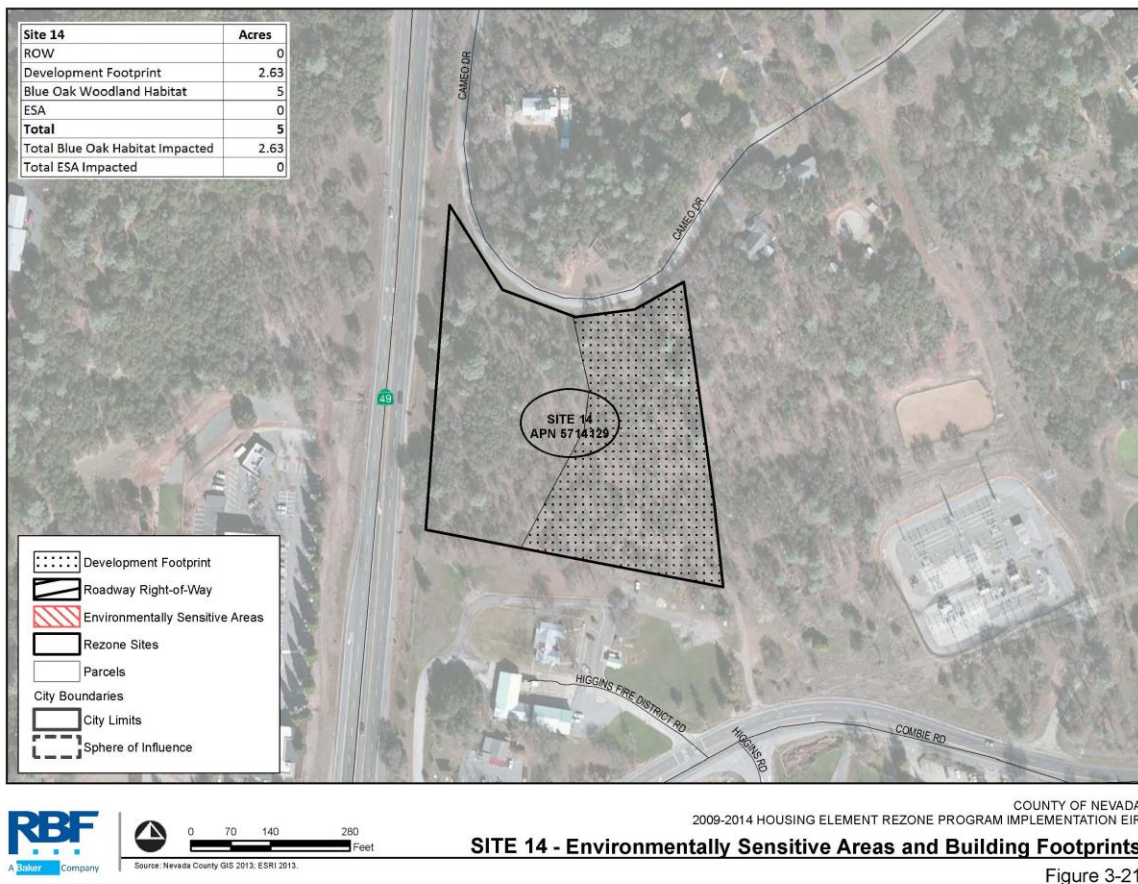 Site 14 Acres
ROW 0
Development Footprint 2.63
Blue Oak Woodland Habitat 5
ESA 0
Total 5
Total Blue Oak Habitat Impacted 2.63
Total ESA Impacted 0
CAMEO DR
CAMEO DR
49
SITE 14
APN 5714129
HIGGINS FIRE DISTRICT RD
HIGGINS RD
COMBIE RD
Development Footprint
Roadway Right-of-Way
Environmentally Sensitive Areas
Rezone Sites
Parcels
City Boundaries
City Limits
Sphere of Influence
RBF
A Baker Company
0 70 140 280
Feet
Source: Nevada County GIS 2013; ESRI 2013.
COUNTY OF NEVADA
2009-2014 HOUSING ELEMENT REZONE PROGRAM IMPLEMENTATION EIR
SITE 14 - Environmentally Sensitive Areas and Building Footprints
Figure 3-21